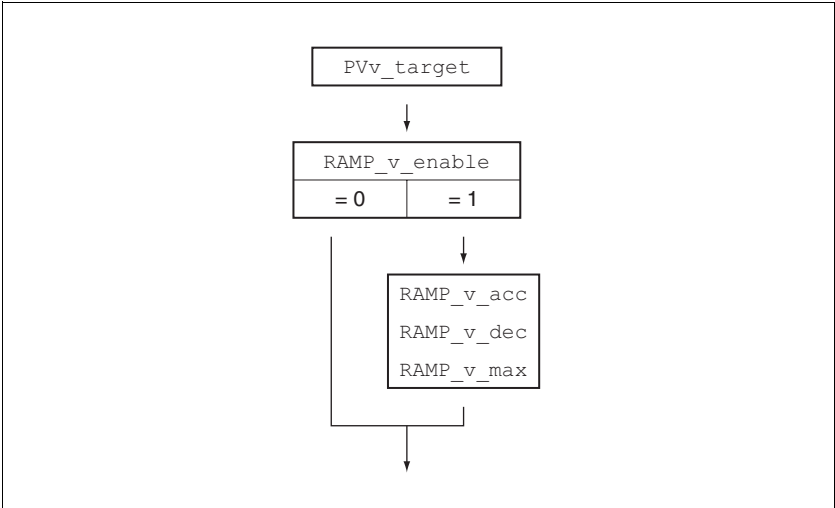 PVv_target
RAMP_v_enable
= 0 = 1
RAMP_v_acc
RAMP_v_dec
RAMP_v_max